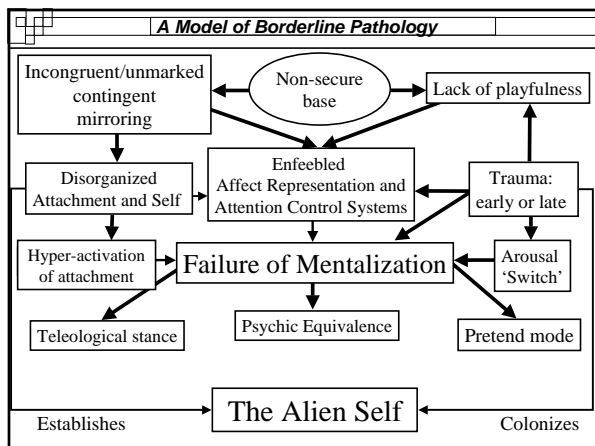 A Model of Borderline Pathology
Incongruent/unmarked
contingent
mirroring
Non-secure
base
Lack of playfulness
Disorganized
Attachment and Self
Enfeebled
Affect Representation and
Attention Control Systems
Trauma:
early or late
Hyper-activation
of attachment
Failure of Mentalization
Arousal
‘Switch’
Teleological stance
Psychic Equivalence
Pretend mode
The Alien Self
Establishes
Colonizes